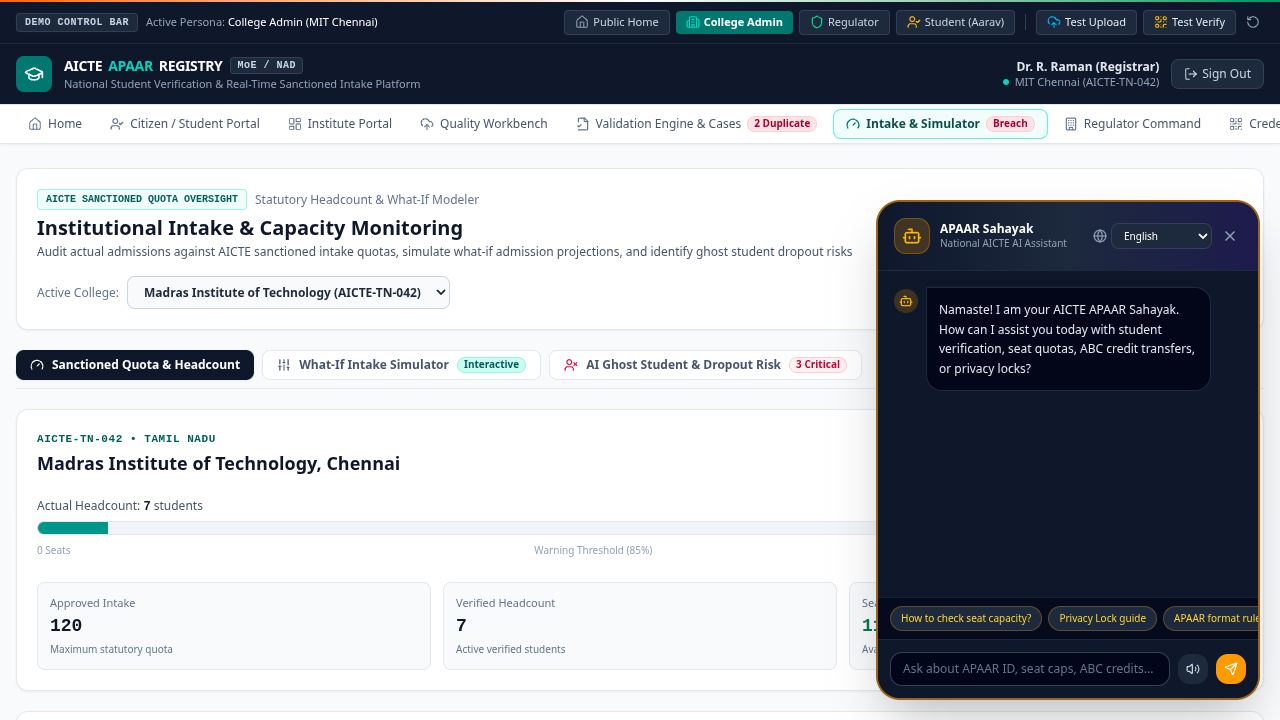 DEMO CONTROL BAR Active Persona: College Admin (MIT Chennai) Public Home College Admin Regulator Student (Aarav) Test Upload Test Verify
AICTE APAAR REGISTRY MoE / NAD
National Student Verification & Real-Time Sanctioned Intake Platform
Dr. R. Raman (Registrar)
MIT Chennai (AICTE-TN-042)
Sign Out
Home Citizen / Student Portal Institute Portal Quality Workbench Validation Engine & Cases 2 Duplicate Intake & Simulator Breach Regulator Command Crede
AICTE SANCTIONED QUOTA OVERSIGHT Statutory Headcount & What-If Modeler
Institutional Intake & Capacity Monitoring
Audit actual admissions against AICTE sanctioned intake quotas, simulate what-if admission projections, and identify ghost student dropout risks
Active College: Madras Institute of Technology (AICTE-TN-042)
Sanctioned Quota & Headcount What-If Intake Simulator Interactive AI Ghost Student & Dropout Risk 3 Critical
AICTE-TN-042 • TAMIL NADU
Madras Institute of Technology, Chennai
Actual Headcount: 7 students
0 Seats Warning Threshold (85%)
Approved Intake
120
Maximum statutory quota
Verified Headcount
7
Active verified students
APAAR Sahayak
National AICTE AI Assistant
English
Namaste! I am your AICTE APAAR Sahayak.
How can I assist you today with student
verification, seat quotas, ABC credit transfers,
or privacy locks?
How to check seat capacity? Privacy Lock guide APAAR format rule
Ask about APAAR ID, seat caps, ABC credits...